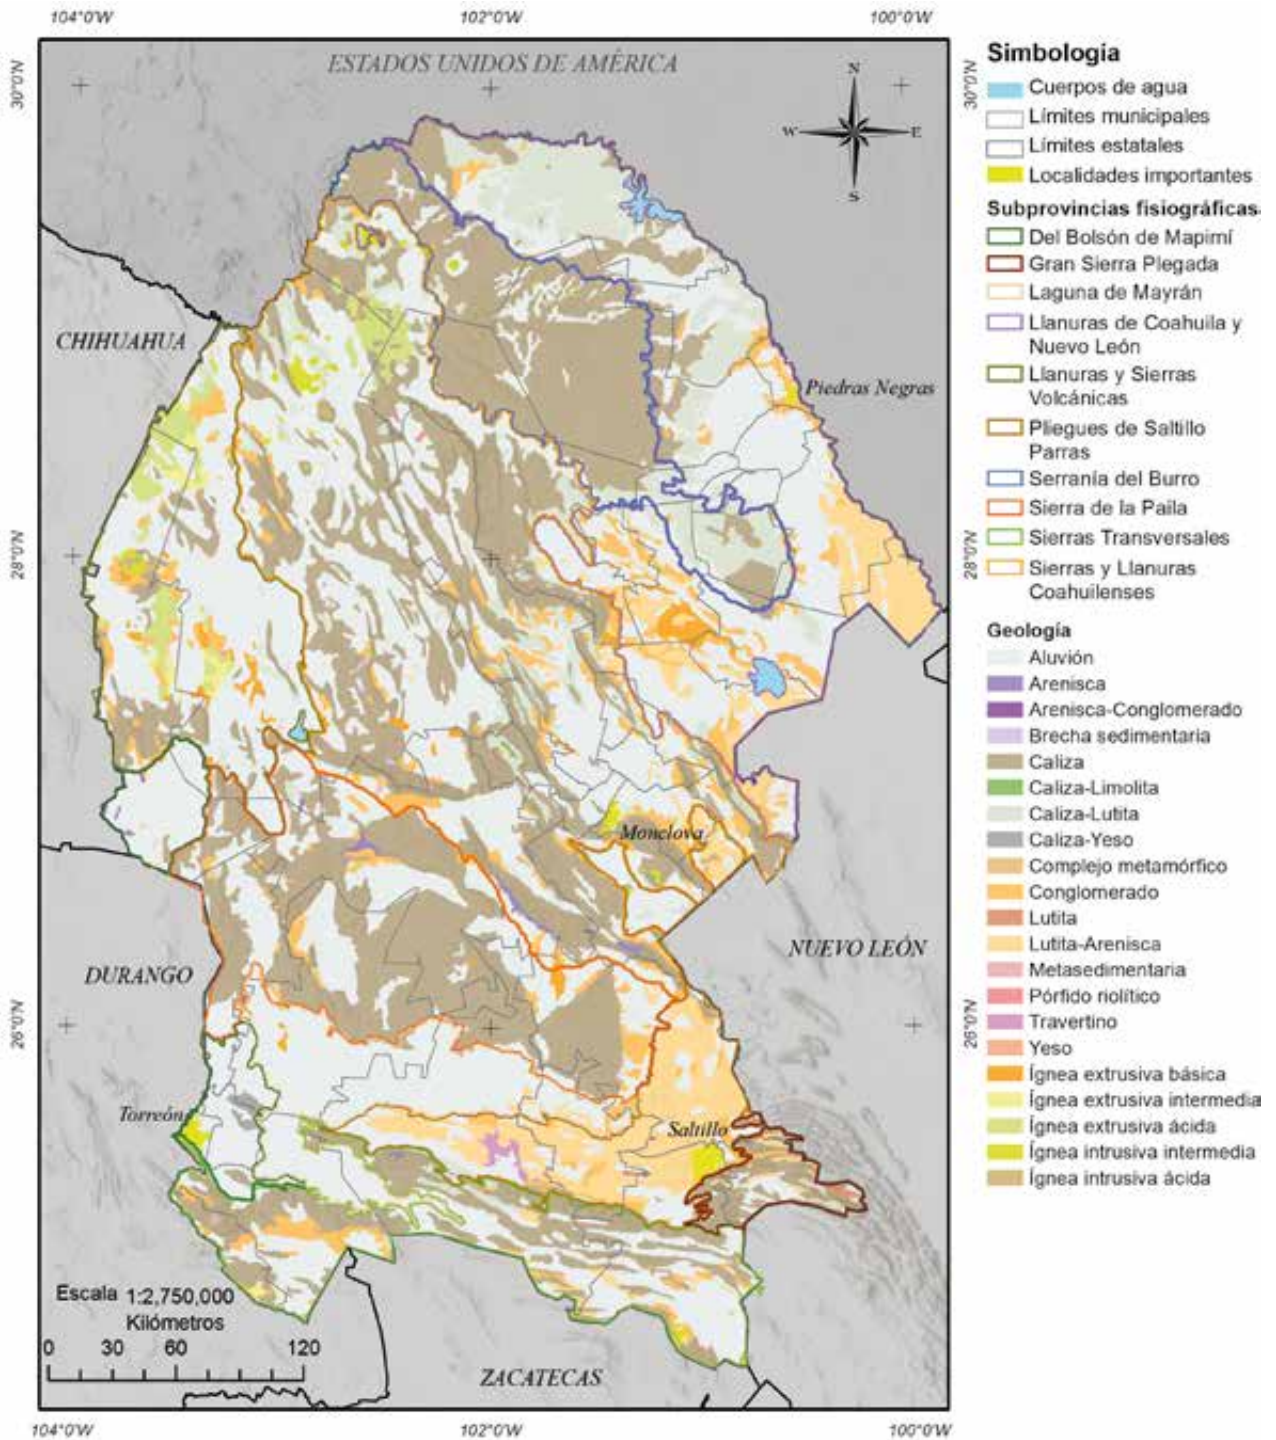 104°0'W 102°0'W 100°0'W
30°0'N
28°0'N
26°0'N
ESTADOS UNIDOS DE AMÉRICA
N
W E
S
CHIHUAHUA
Piedras Negras
Monclova
NUEVO LEÓN
DURANGO
Torreón
Saltillo
ZACATECAS
Escala 1:2,750,000
Kilómetros
0 30 60 120
104°0'W 102°0'W 100°0'W
30°0'N
28°0'N
26°0'N
Simbología
Cuerpos de agua
Límites municipales
Límites estatales
Localidades importantes
Subprovincias fisiográficas
Del Bolsón de Mapimí
Gran Sierra Plegada
Laguna de Mayrán
Llanuras de Coahuila y
Nuevo León
Llanuras y Sierras
Volcánicas
Pliegues de Saltillo
Parras
Serranía del Burro
Sierra de la Paila
Sierras Transversales
Sierras y Llanuras
Coahuilenses
Geología
Aluvión
Arenisca
Arenisca-Conglomerado
Brecha sedimentaria
Caliza
Caliza-Limolita
Caliza-Lutita
Caliza-Yeso
Complejo metamórfico
Conglomerado
Lutita
Lutita-Arenisca
Metasedimentaria
Pórfido riolítico
Travertino
Yeso
Ígnea extrusiva básica
Ígnea extrusiva intermedia
Ígnea extrusiva ácida
Ígnea intrusiva intermedia
Ígnea intrusiva ácida